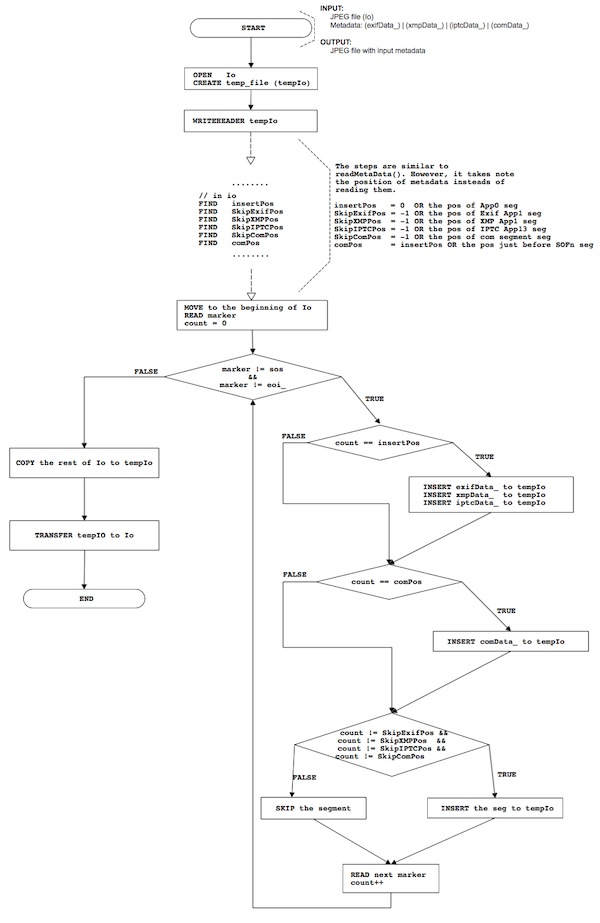 INPUT:
JPEG file (Io)
Metadata: (exifData_) | (xmpData_) | (iptcData_) | (comData_)
OUTPUT:
JPEG file with input metadata
START
OPEN Io
CREATE temp_file (tempIo)
WRITEHEADER tempIo
The steps are similar to
readMetaData(). However, it takes note
the position of metadata insteads of
reading them.
insertPos = 0 OR the pos of App0 seg
SkipExifPos = -1 OR the pos of Exif App1 seg
SkipXMPPos = -1 OR the pos of XMP App1 seg
SkipIPTCPos = -1 OR the pos of IPTC App13 seg
SkipComPos = -1 OR the pos of com segment seg
comPos = insertPos OR the pos just before SOFn seg
........
// in io
FIND insertPos
FIND SkipExifPos
FIND SkipXMPPos
FIND SkipIPTCPos
FIND SkipComPos
FIND comPos
........
MOVE to the beginning of Io
READ marker
count = 0
marker != sos
&&
marker != eoi_
FALSE
TRUE
COPY the rest of Io to tempIo
TRANSFER tempIO to Io
END
count == insertPos
FALSE
TRUE
INSERT exifData_ to tempIo
INSERT xmpData_ to tempIo
INSERT iptcData_ to tempIo
count == comPos
FALSE
TRUE
INSERT comData_ to tempIo
count != SkipExifPos &&
count != SkipXMPPos &&
count != SkipIPTCPos &&
count != SkipComPos
FALSE
TRUE
SKIP the segment
INSERT the seg to tempIo
READ next marker
count++